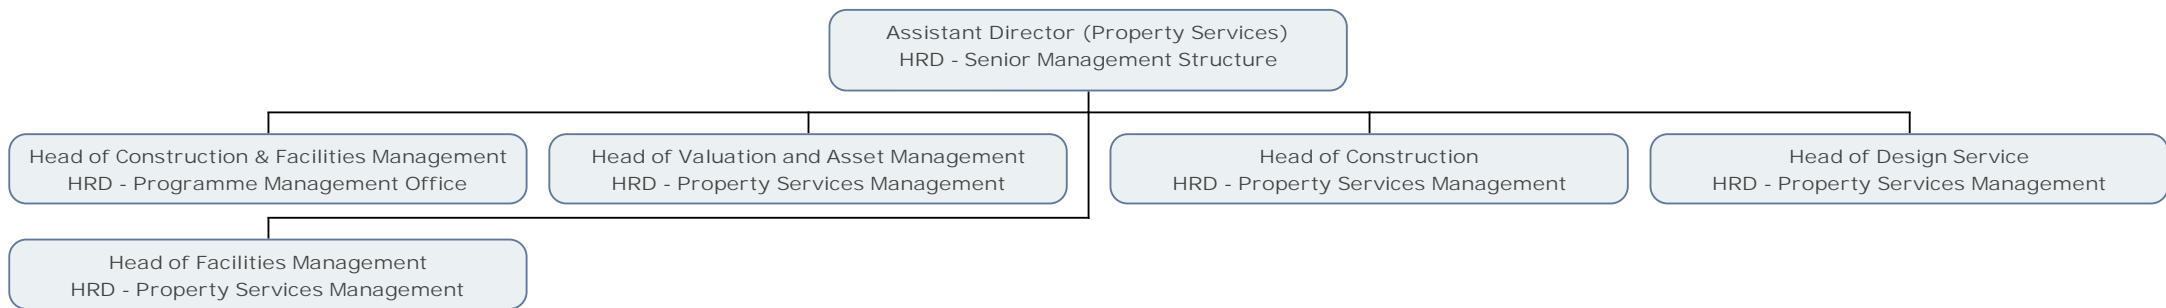 Assistant Director (Property Services)
HRD - Senior Management Structure
Head of Construction & Facilities Management
HRD - Programme Management Office
Head of Valuation and Asset Management
HRD - Property Services Management
Head of Construction
HRD - Property Services Management
Head of Design Service
HRD - Property Services Management
Head of Facilities Management
HRD - Property Services Management